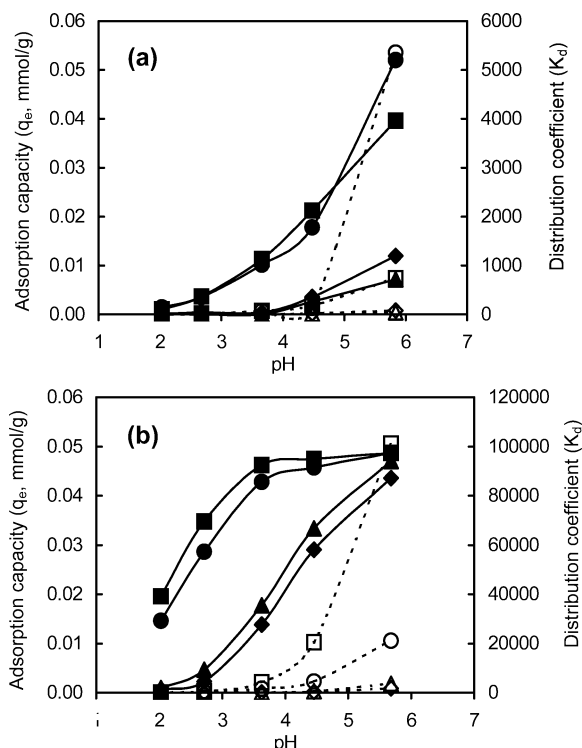 0.06 6000
(a)
0.05 5000
0.04 4000
0.03 3000
0.02 2000
0.01 1000
0.00 0
Adsorption capacity (qe, mmol/g)
Distribution coefficient (Kd)
1 2 3 4 5 6 7
pH
0.06 120000
(b)
0.05 100000
0.04 80000
0.03 60000
0.02 40000
0.01 20000
0.00 0
Adsorption capacity (qe, mmol/g)
Distribution coefficient (Kd)
2 3 4 5 6 7
pH